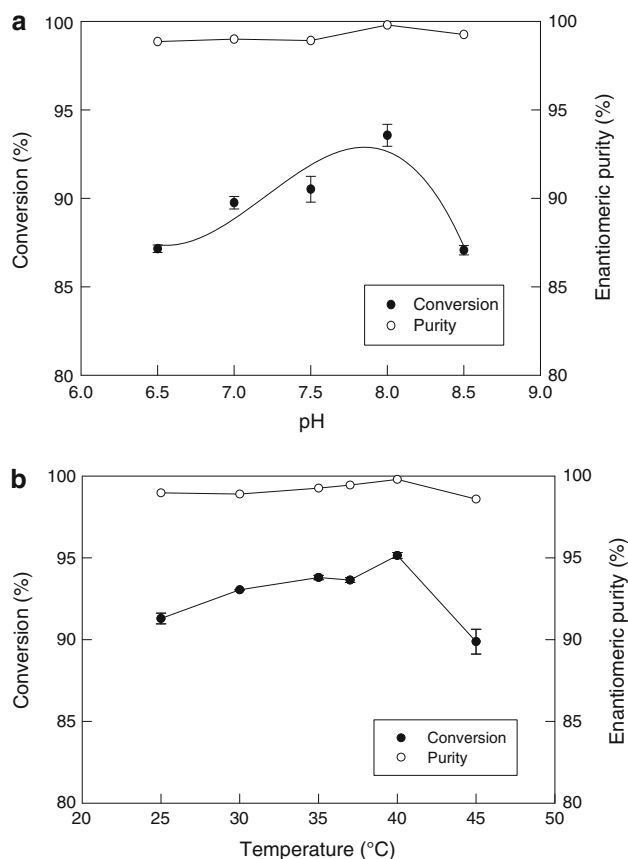 a
100
95
90
85
80
Conversion (%)
100
95
90
85
80
Enantiomeric purity (%)
Conversion
Purity
6.0 6.5 7.0 7.5 8.0 8.5 9.0
pH
b
100
95
90
85
80
Conversion (%)
100
95
90
85
80
Enantiomeric purity (%)
Conversion
Purity
20 25 30 35 40 45 50
Temperature (°C)